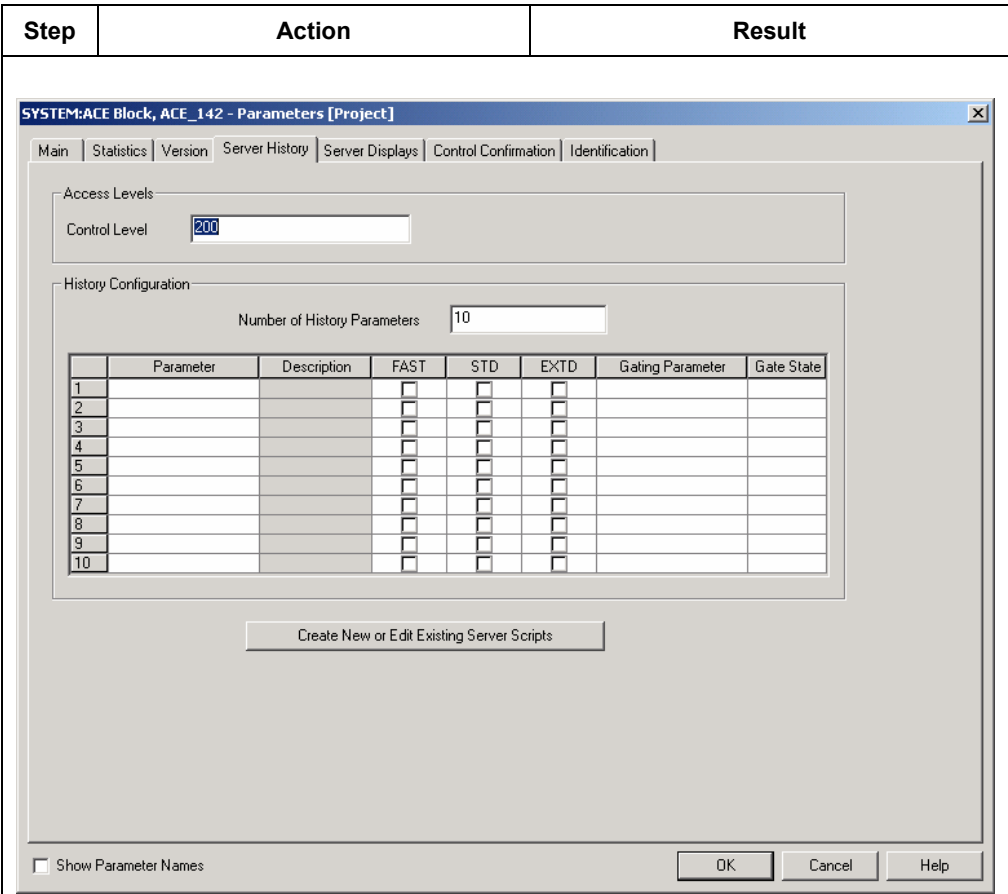 Step Action Result
SYSTEM:ACE Block, ACE_142 - Parameters [Project]
Main Statistics Version Server History Server Displays Control Confirmation Identification
Access Levels
Control Level 200
History Configuration
Number of History Parameters 10
Parameter Description FAST STD EXTD Gating Parameter Gate State
1
2
3
4
5
6
7
8
9
10
Create New or Edit Existing Server Scripts
Show Parameter Names OK Cancel Help